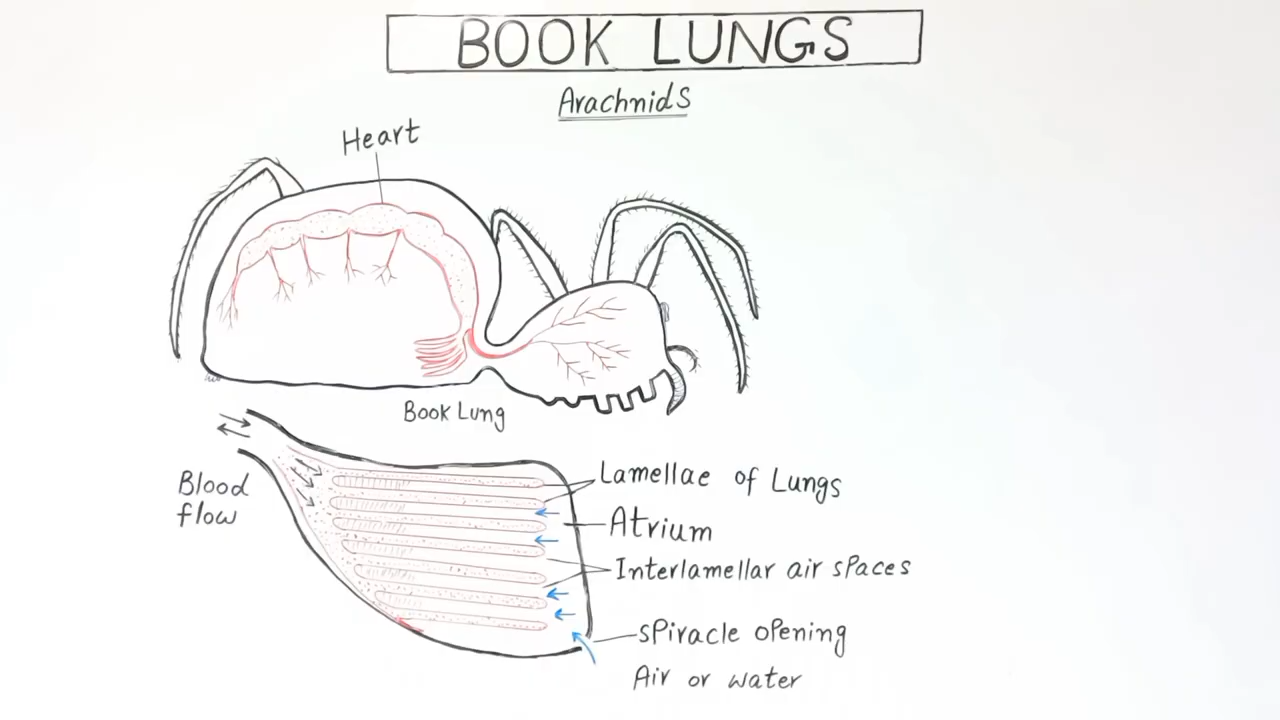 BOOK LUNGS
Arachnids
Heart
Book Lung
Blood
flow
Lamellae of Lungs
Atrium
Interlamellar air spaces
spiracle opening
Air or water